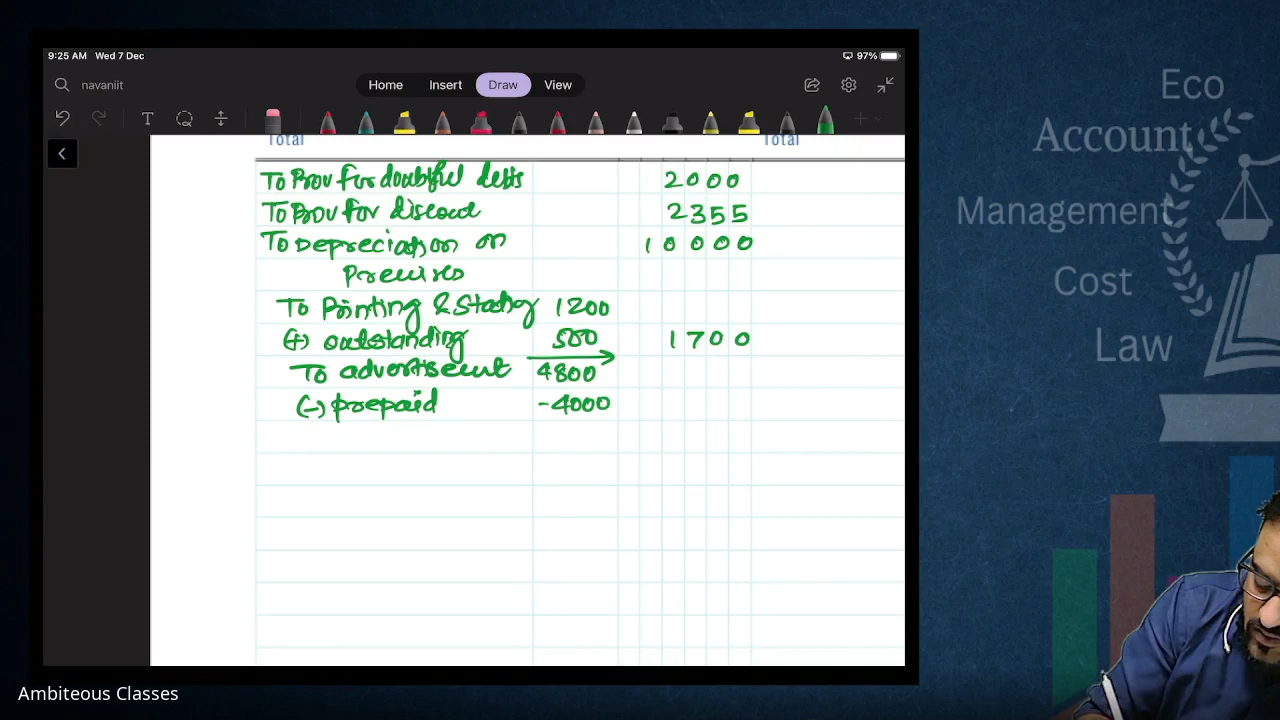 9:25 AM Wed 7 Dec
97%
navaniit
Home Insert Draw View
Total Total
To Prov for doubtful debts 2000
To Prov for discout 2355
To Depreciation on 10000
Premises
To Printing & Statiog 1200
(+) outstanding 500 1700
To advertisement 4800
(-) prepaid -4000
Eco
Account
Management
Cost
Law
Ambiteous Classes